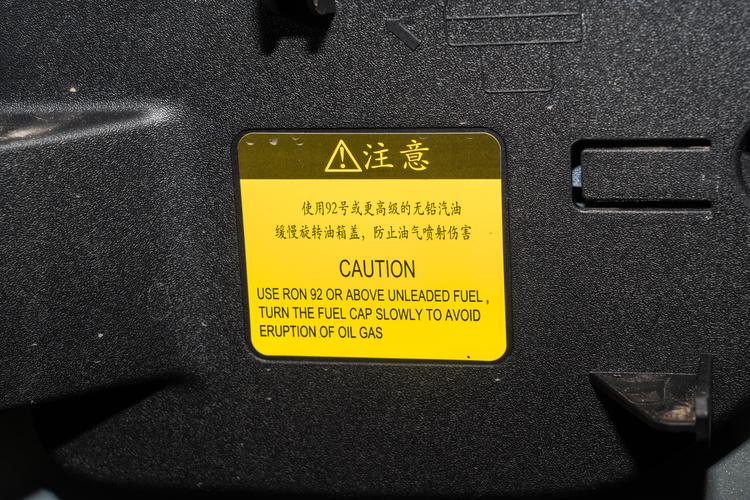 注意
使用92号或更高级的无铅汽油
缓慢旋转油箱盖，防止油气喷射伤害
CAUTION
USE RON 92 OR ABOVE UNLEADED FUEL ,
TURN THE FUEL CAP SLOWLY TO AVOID
ERUPTION OF OIL GAS